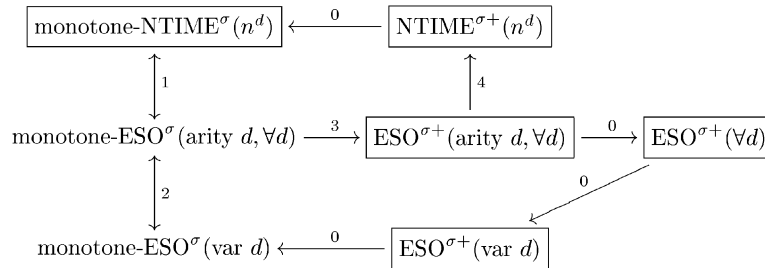 monotone-NTIME^σ(n^d) 0 NTIME^{σ+}(n^d)
1 4
monotone-ESO^σ(arity d, ∀d) 3 ESO^{σ+}(arity d, ∀d) 0 ESO^{σ+}(∀d)
2 0
monotone-ESO^σ(var d) 0 ESO^{σ+}(var d)